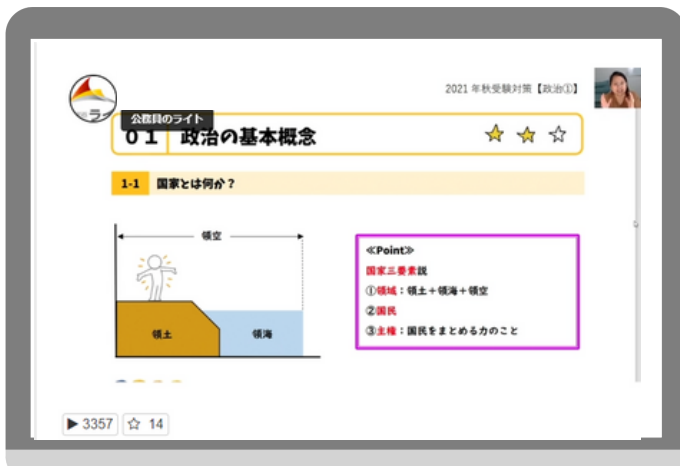 2021年秋受験対策【政治①】
ラ
公務員のライト
01 政治の基本概念
1-1 国家とは何か？
領空
領土
領海
≪Point≫
国家三要素説
①領域：領土＋領海＋領空
②国民
③主権：国民をまとめる力のこと
3357
14